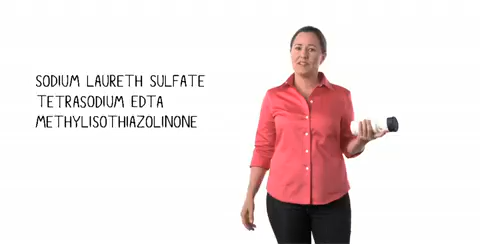 SODIUM LAURETH SULFATE
TETRASODIUM EDTA
METHYLISOTHIAZOLINONE